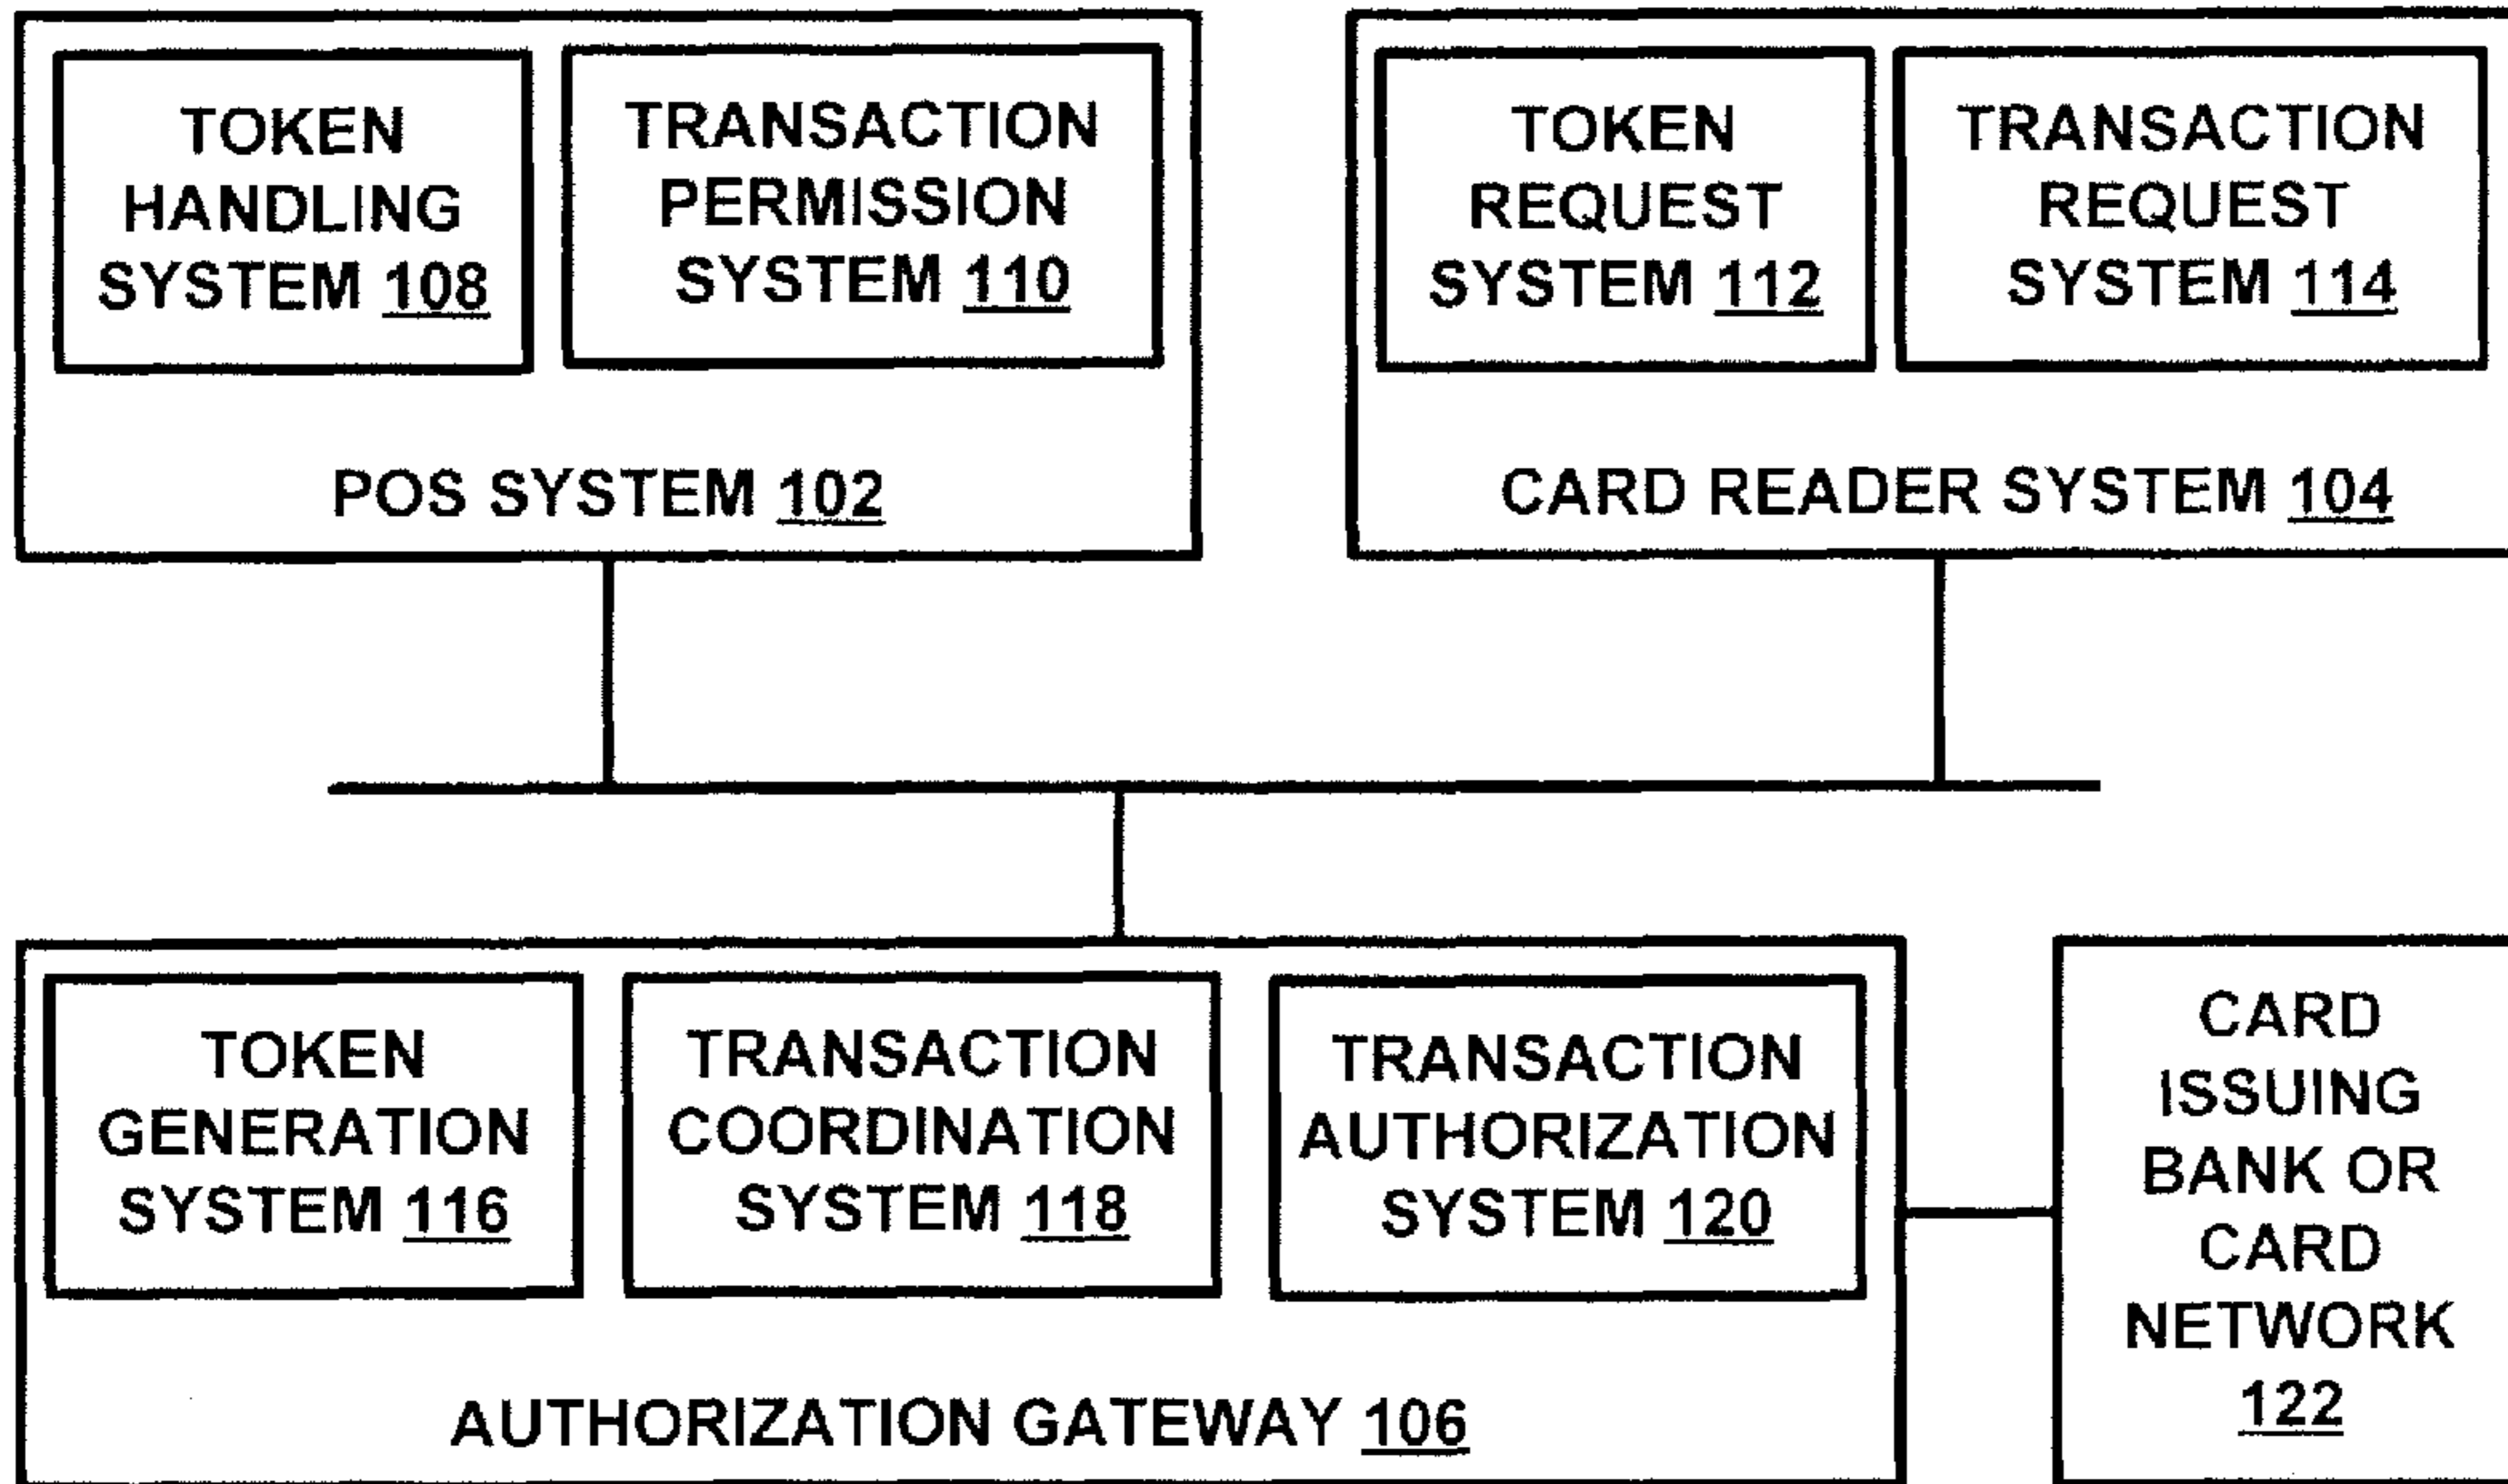 TOKEN
HANDLING
SYSTEM 108
TRANSACTION
PERMISSION
SYSTEM 110
POS SYSTEM 102
TOKEN
REQUEST
SYSTEM 112
TRANSACTION
REQUEST
SYSTEM 114
CARD READER SYSTEM 104
TOKEN
GENERATION
SYSTEM 116
TRANSACTION
COORDINATION
SYSTEM 118
TRANSACTION
AUTHORIZATION
SYSTEM 120
AUTHORIZATION GATEWAY 106
CARD
ISSUING
BANK OR
CARD
NETWORK
122